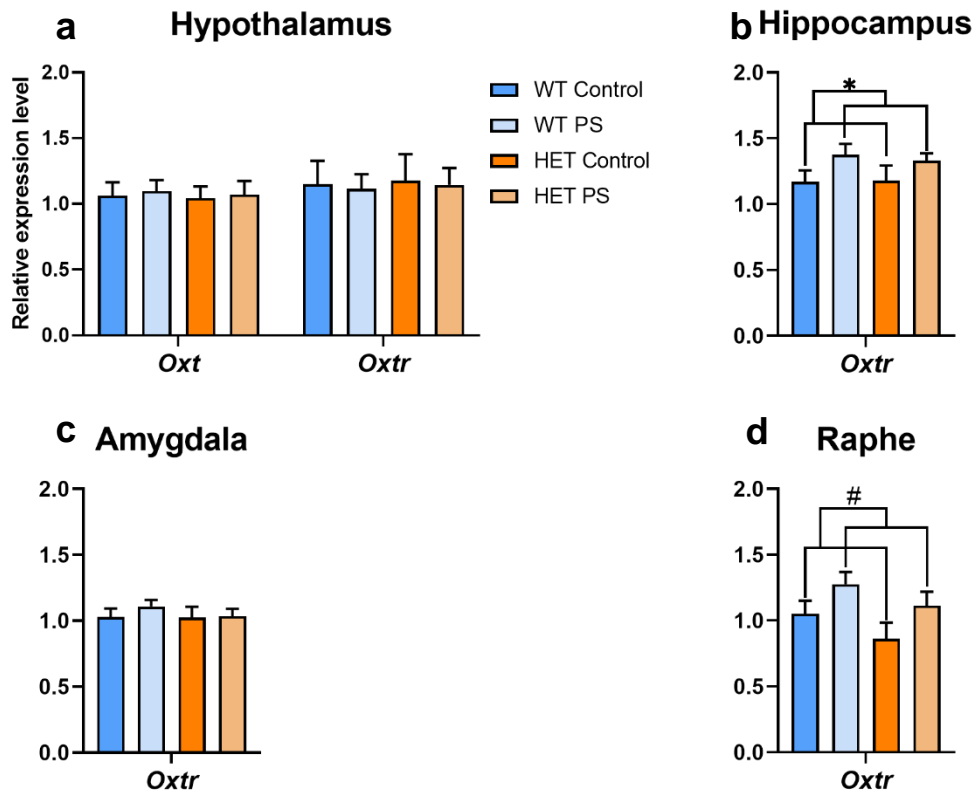 a Hypothalamus
Relative expression level
2.0
1.5
1.0
0.5
0.0
Oxt
Oxtr
WT Control
WT PS
HET Control
HET PS
b Hippocampus
2.0
1.5
1.0
0.5
0.0
*
Oxtr
c Amygdala
2.0
1.5
1.0
0.5
0.0
Oxtr
d Raphe
2.0
1.5
1.0
0.5
0.0
#
Oxtr